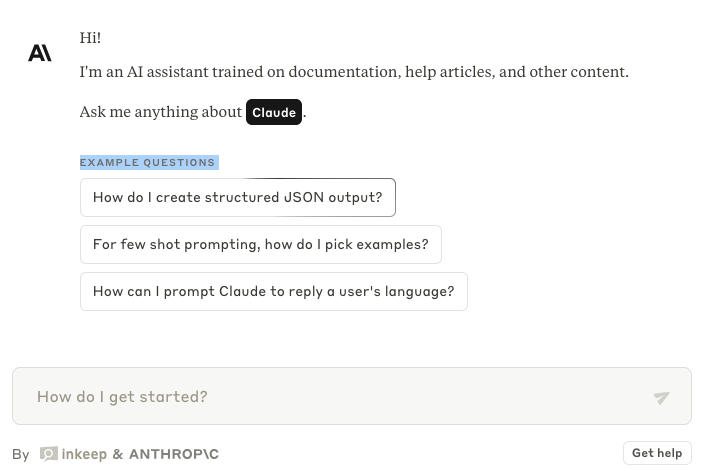 Hi!
I'm an AI assistant trained on documentation, help articles, and other content.
Ask me anything about Claude.
EXAMPLE QUESTIONS
How do I create structured JSON output?
For few shot prompting, how do I pick examples?
How can I prompt Claude to reply a user's language?
How do I get started?
By inkeep & ANTHROP\C
Get help